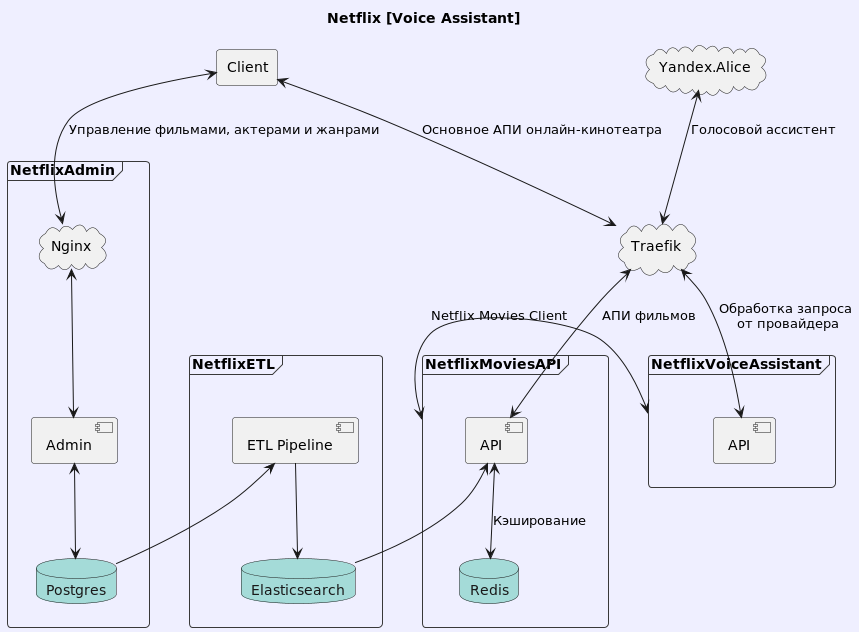 Netflix [Voice Assistant]
Client
Yandex.Alice
Управление фильмами, актерами и жанрами
Основное АПИ онлайн-кинотеатра
Голосовой ассистент
NetflixAdmin
Nginx
Traefik
Netflix Movies Client
АПИ фильмов
Обработка запроса
от провайдера
NetflixETL
NetflixMoviesAPI
NetflixVoiceAssistant
Admin
ETL Pipeline
API
API
Кэширование
Postgres
Elasticsearch
Redis